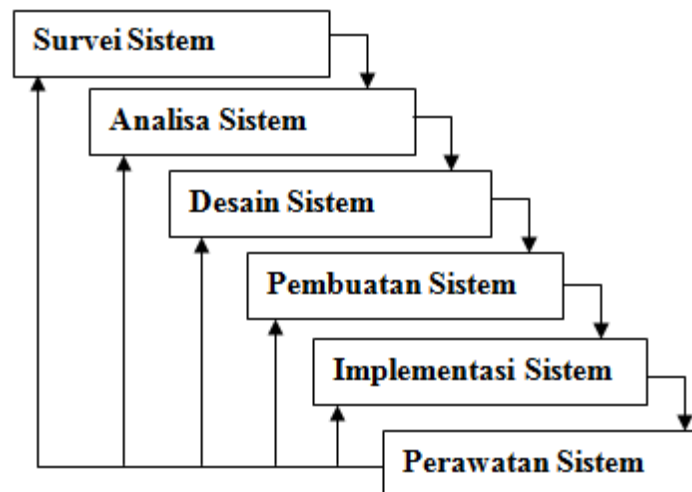 Survei Sistem
Analisa Sistem
Desain Sistem
Pembuatan Sistem
Implementasi Sistem
Perawatan Sistem